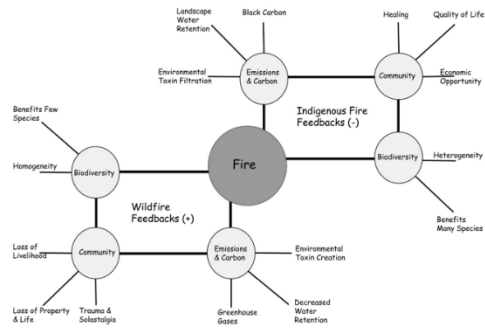 Landscape
Water
Retention
Black Carbon
Healing
Quality of Life
Environmental
Toxin Filtration
Emissions
& Carbon
Community
Economic
Opportunity
Indigenous Fire
Feedbacks (-)
Benefits Few
Species
Homogeneity
Biodiversity
Fire
Biodiversity
Heterogeneity
Wildfire
Feedbacks (+)
Benefits
Many Species
Loss of
Livelihood
Community
Emissions
& Carbon
Environmental
Toxin Creation
Loss of Property
& Life
Trauma &
Solastalgia
Greenhouse
Gases
Decreased
Water
Retention